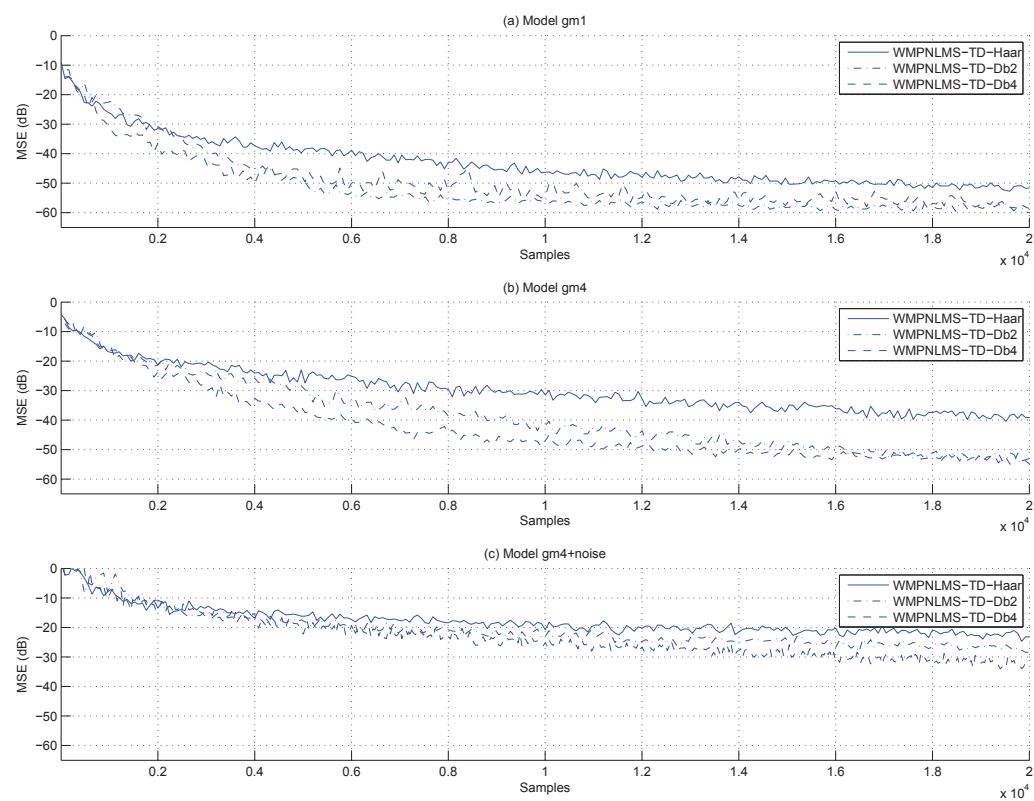 (a) Model gm1
0
−10
−20
−30
−40
−50
−60
MSE (dB)
WMPNLMS−TD−Haar
WMPNLMS−TD−Db2
WMPNLMS−TD−Db4
0.2 0.4 0.6 0.8 1 1.2 1.4 1.6 1.8 2
Samples
x 10^4
(b) Model gm4
0
−10
−20
−30
−40
−50
−60
MSE (dB)
WMPNLMS−TD−Haar
WMPNLMS−TD−Db2
WMPNLMS−TD−Db4
0.2 0.4 0.6 0.8 1 1.2 1.4 1.6 1.8 2
Samples
x 10^4
(c) Model gm4+noise
0
−10
−20
−30
−40
−50
−60
MSE (dB)
WMPNLMS−TD−Haar
WMPNLMS−TD−Db2
WMPNLMS−TD−Db4
0.2 0.4 0.6 0.8 1 1.2 1.4 1.6 1.8 2
Samples
x 10^4